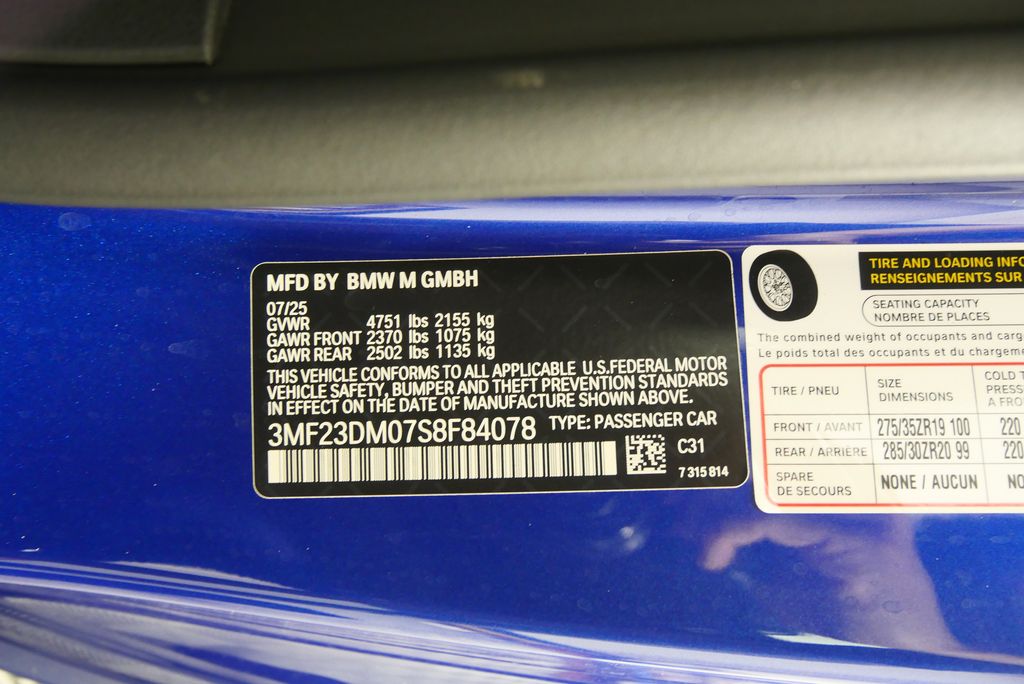 MFD BY BMW M GMBH
07/25
GVWR 4751 lbs 2155 kg
GAWR FRONT 2370 lbs 1075 kg
GAWR REAR 2502 lbs 1135 kg
THIS VEHICLE CONFORMS TO ALL APPLICABLE U.S.FEDERAL MOTOR
VEHICLE SAFETY, BUMPER AND THEFT PREVENTION STANDARDS
IN EFFECT ON THE DATE OF MANUFACTURE SHOWN ABOVE.
3MF23DM07S8F84078 TYPE: PASSENGER CAR
C31
7 315 814
TIRE AND LOADING INFO
RENSEIGNEMENTS SUR
SEATING CAPACITY
NOMBRE DE PLACES
The combined weight of occupants and carg
Le poids total des occupants et du chargeme
TIRE / PNEU
SIZE
DIMENSIONS
COLD T
PRESS
A FRO
FRONT / AVANT 275/35ZR19 100 220
REAR / ARRIÈRE 285/30ZR20 99 220
SPARE
DE SECOURS
NONE / AUCUN NO